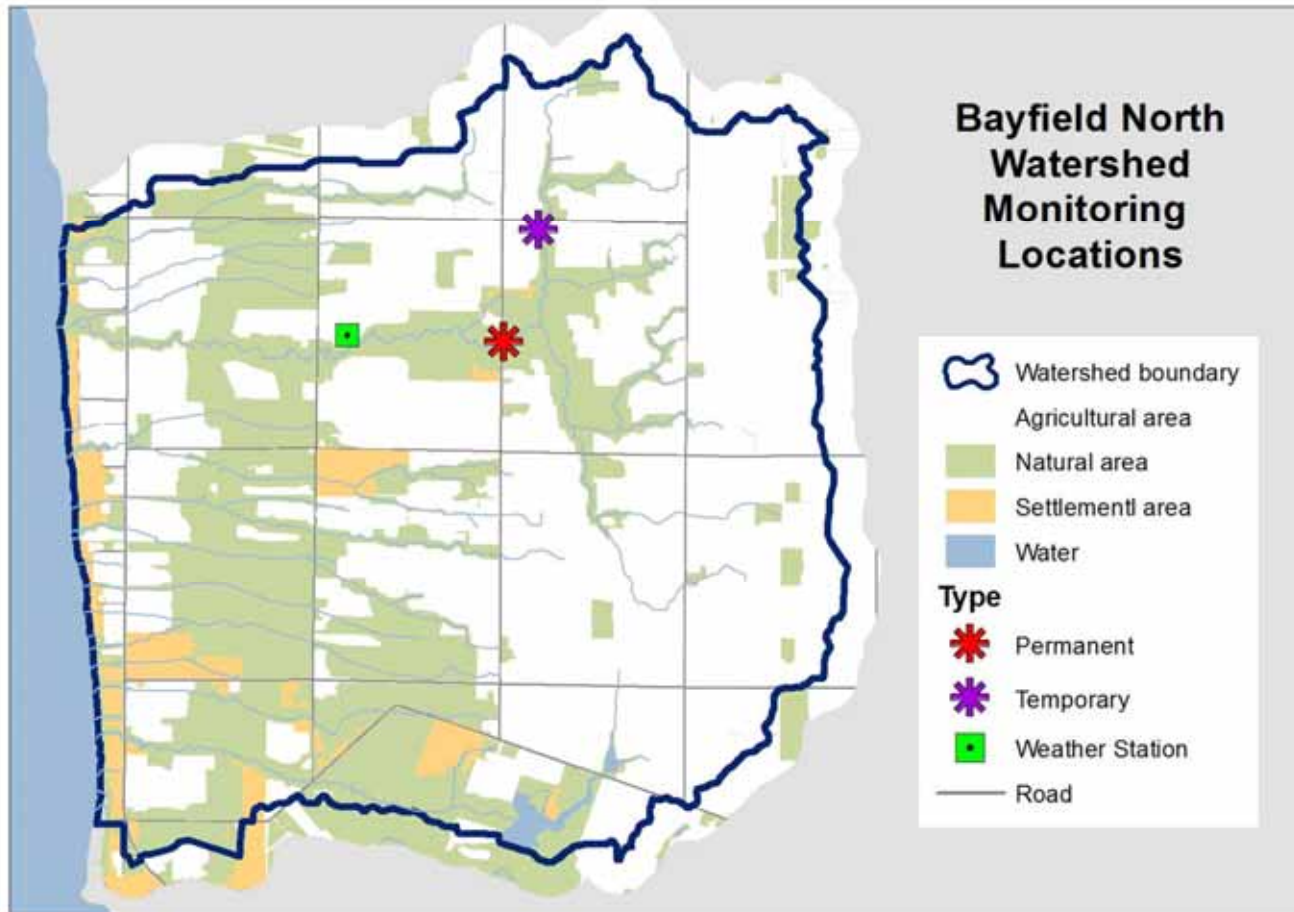 Bayfield North
Watershed
Monitoring
Locations
Watershed boundary
Agricultural area
Natural area
Settlementl area
Water
Type
Permanent
Temporary
Weather Station
Road